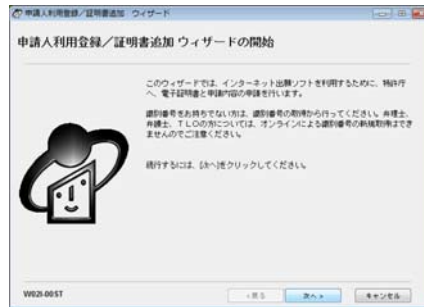 申請人利用登録／証明書追加 ウィザード
申請人利用登録／証明書追加 ウィザードの開始
このウィザードでは、インターネット出願ソフトを利用するために、特許庁
へ、電子証明書と申請内容の申請を行います。
識別番号をお持ちでない方は、識別番号の取得から行ってください。弁理士、
弁護士、ＴＬＯの方については、オンラインによる識別番号の新規取得はでき
ませんのでご注意ください。
続行するには、[次へ]をクリックしてください。
W02I-00ST
<戻る
次へ>
キャンセル